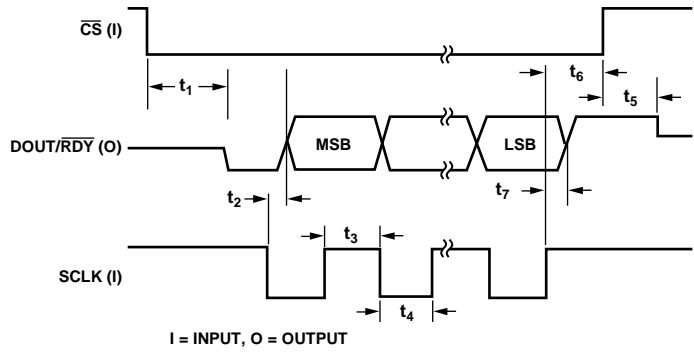 CS (I)
t1
t6
t5
DOUT/RDY (O)
MSB
LSB
t2
t7
t3
SCLK (I)
t4
I = INPUT, O = OUTPUT